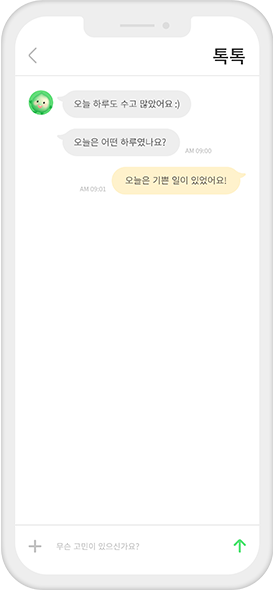 톡톡
오늘 하루도 수고 많았어요 :)
오늘은 어떤 하루였나요?
AM 09:00
오늘은 기쁜 일이 있었어요!
AM 09:01
무슨 고민이 있으신가요?